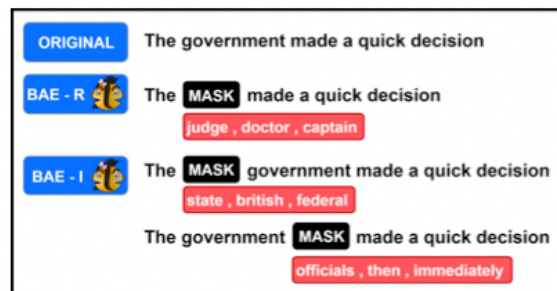 ORIGINAL The government made a quick decision
BAE - R The MASK made a quick decision
judge , doctor , captain
BAE - I The MASK government made a quick decision
state , british , federal
The government MASK made a quick decision
officials , then , immediately